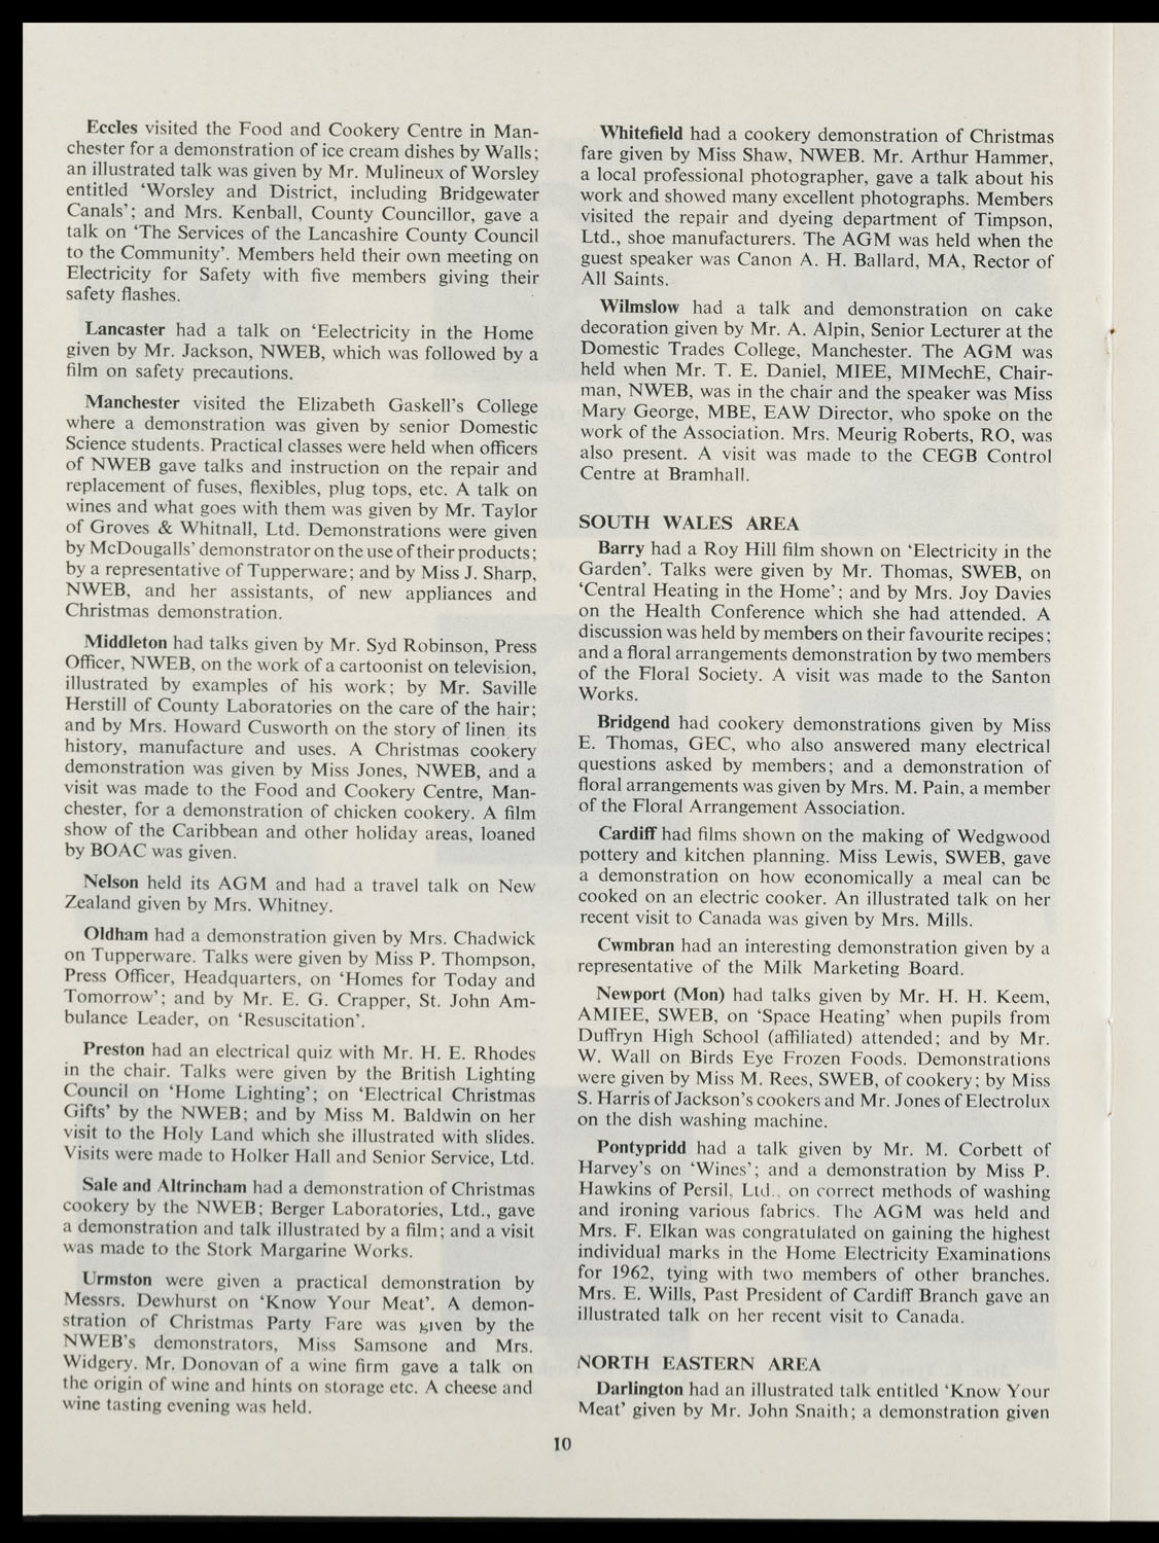 Eccles visited the Food and Cookery Centre in Man-
chester for a demonstration of ice cream dishes by Walls;
an illustrated talk was given by Mr. Mulineux of Worsley
entitled ‘Worsley and District, including Bridgewater
Canals’; and Mrs. Kenball, County Councillor, gave a
talk on ‘The Services of the Lancashire County Council
to the Community’. Members held their own meeting on
Electricity for Safety with five members giving their
safety flashes.
Lancaster had a talk on ‘Eelectricity in the Home
given by Mr. Jackson, NWEB, which was followed by a
film on safety precautions.
Manchester visited the Elizabeth Gaskell’s College
where a demonstration was given by senior Domestic
Science students. Practical classes were held when officers
of NWEB gave talks and instruction on the repair and
replacement of fuses, flexibles, plug tops, etc. A talk on
wines and what goes with them was given by Mr. Taylor
of Groves & Whitnall, Ltd. Demonstrations were given
by McDougalls’ demonstrator on the use of their products;
by a representative of Tupperware; and by Miss J. Sharp,
NWEB, and her assistants, of new appliances and
Christmas demonstration.
Middleton had talks given by Mr. Syd Robinson, Press
Officer, NWEB, on the work of a cartoonist on television,
illustrated by examples of his work; by Mr. Saville
Herstill of County Laboratories on the care of the hair;
and by Mrs. Howard Cusworth on the story of linen its
history, manufacture and uses. A Christmas cookery
demonstration was given by Miss Jones, NWEB, and a
visit was made to the Food and Cookery Centre, Man-
chester, for a demonstration of chicken cookery. A film
show of the Caribbean and other holiday areas, loaned
by BOAC was given.
Nelson held its AGM and had a travel talk on New
Zealand given by Mrs. Whitney.
Oldham had a demonstration given by Mrs. Chadwick
on Tupperware. Talks were given by Miss P. Thompson,
Press Officer, Headquarters, on ‘Homes for Today and
Tomorrow’; and by Mr. E. G. Crapper, St. John Am-
bulance Leader, on ‘Resuscitation’.
Preston had an electrical quiz with Mr. H. E. Rhodes
in the chair. Talks were given by the British Lighting
Council on ‘Home Lighting’; on ‘Electrical Christmas
Gifts’ by the NWEB; and by Miss M. Baldwin on her
visit to the Holy Land which she illustrated with slides.
Visits were made to Holker Hall and Senior Service, Ltd.
Sale and Altrincham had a demonstration of Christmas
cookery by the NWEB; Berger Laboratories, Ltd., gave
a demonstration and talk illustrated by a film; and a visit
was made to the Stork Margarine Works.
Urmston were given a practical demonstration by
Messrs. Dewhurst on ‘Know Your Meat’. A demon-
stration of Christmas Party Fare was given by the
NWEB’s demonstrators, Miss Samsone and Mrs.
Widgery. Mr. Donovan of a wine firm gave a talk on
the origin of wine and hints on storage etc. A cheese and
wine tasting evening was held.
Whitefield had a cookery demonstration of Christmas
fare given by Miss Shaw, NWEB. Mr. Arthur Hammer,
a local professional photographer, gave a talk about his
work and showed many excellent photographs. Members
visited the repair and dyeing department of Timpson,
Ltd., shoe manufacturers. The AGM was held when the
guest speaker was Canon A. H. Ballard, MA, Rector of
All Saints.
Wilmslow had a talk and demonstration on cake
decoration given by Mr. A. Alpin, Senior Lecturer at the
Domestic Trades College, Manchester. The AGM was
held when Mr. T. E. Daniel, MIEE, MIMechE, Chair-
man, NWEB, was in the chair and the speaker was Miss
Mary George, MBE, EAW Director, who spoke on the
work of the Association. Mrs. Meurig Roberts, RO, was
also present. A visit was made to the CEGB Control
Centre at Bramhall.
SOUTH WALES AREA
Barry had a Roy Hill film shown on ‘Electricity in the
Garden’. Talks were given by Mr. Thomas, SWEB, on
‘Central Heating in the Home’; and by Mrs. Joy Davies
on the Health Conference which she had attended. A
discussion was held by members on their favourite recipes;
and a floral arrangements demonstration by two members
of the Floral Society. A visit was made to the Santon
Works.
Bridgend had cookery demonstrations given by Miss
E. Thomas, GEC, who also answered many electrical
questions asked by members; and a demonstration of
floral arrangements was given by Mrs. M. Pain, a member
of the Floral Arrangement Association.
Cardiff had films shown on the making of Wedgwood
pottery and kitchen planning. Miss Lewis, SWEB, gave
a demonstration on how economically a meal can be
cooked on an electric cooker. An illustrated talk on her
recent visit to Canada was given by Mrs. Mills.
Cwmbran had an interesting demonstration given by a
representative of the Milk Marketing Board.
Newport (Mon) had talks given by Mr. H. H. Keem,
AMIEE, SWEB, on ‘Space Heating’ when pupils from
Duffryn High School (affiliated) attended; and by Mr.
W. Wall on Birds Eye Frozen Foods. Demonstrations
were given by Miss M. Rees, SWEB, of cookery; by Miss
S. Harris of Jackson’s cookers and Mr. Jones of Electrolux
on the dish washing machine.
Pontypridd had a talk given by Mr. M. Corbett of
Harvey’s on ‘Wines’; and a demonstration by Miss P.
Hawkins of Persil, Ltd., on correct methods of washing
and ironing various fabrics. The AGM was held and
Mrs. F. Elkan was congratulated on gaining the highest
individual marks in the Home Electricity Examinations
for 1962, tying with two members of other branches.
Mrs. E. Wills, Past President of Cardiff Branch gave an
illustrated talk on her recent visit to Canada.
NORTH EASTERN AREA
Darlington had an illustrated talk entitled ‘Know Your
Meat’ given by Mr. John Snaith; a demonstration given
10